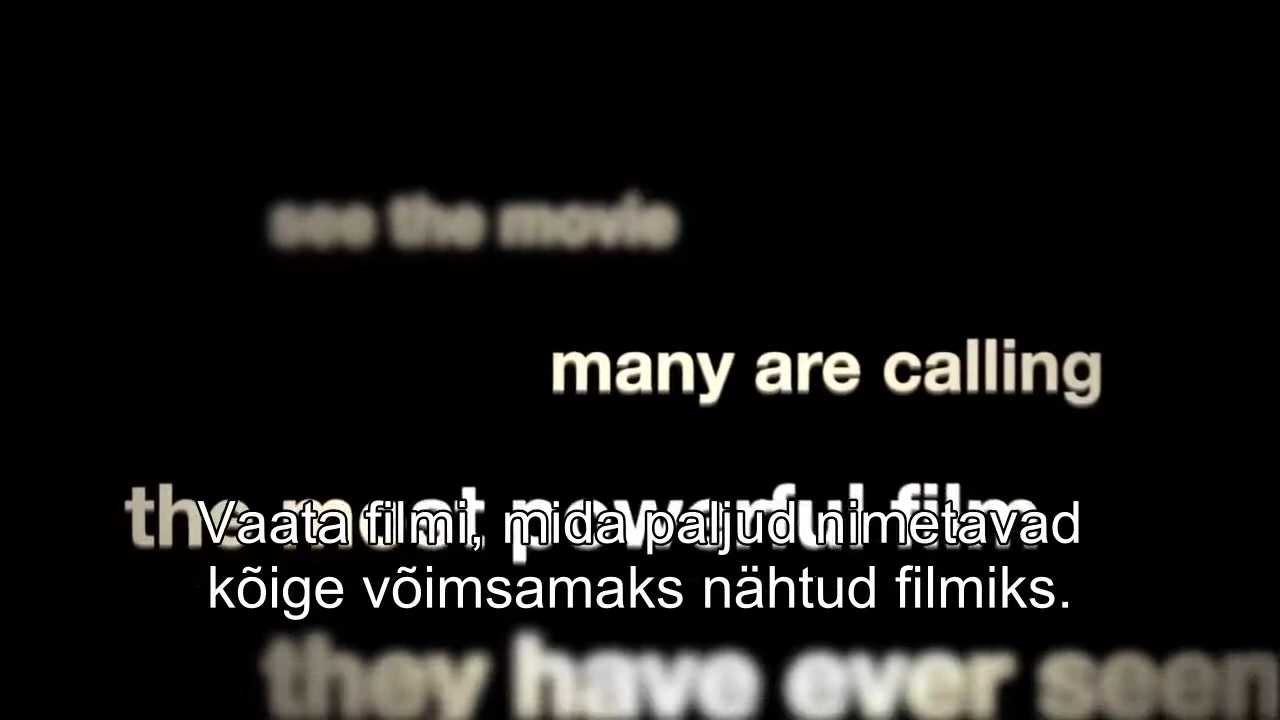 see the movie
many are calling
the most powerful film
Vaata filmi, mida paljud nimetavad
kõige võimsamaks nähtud filmiks.
they have ever seen